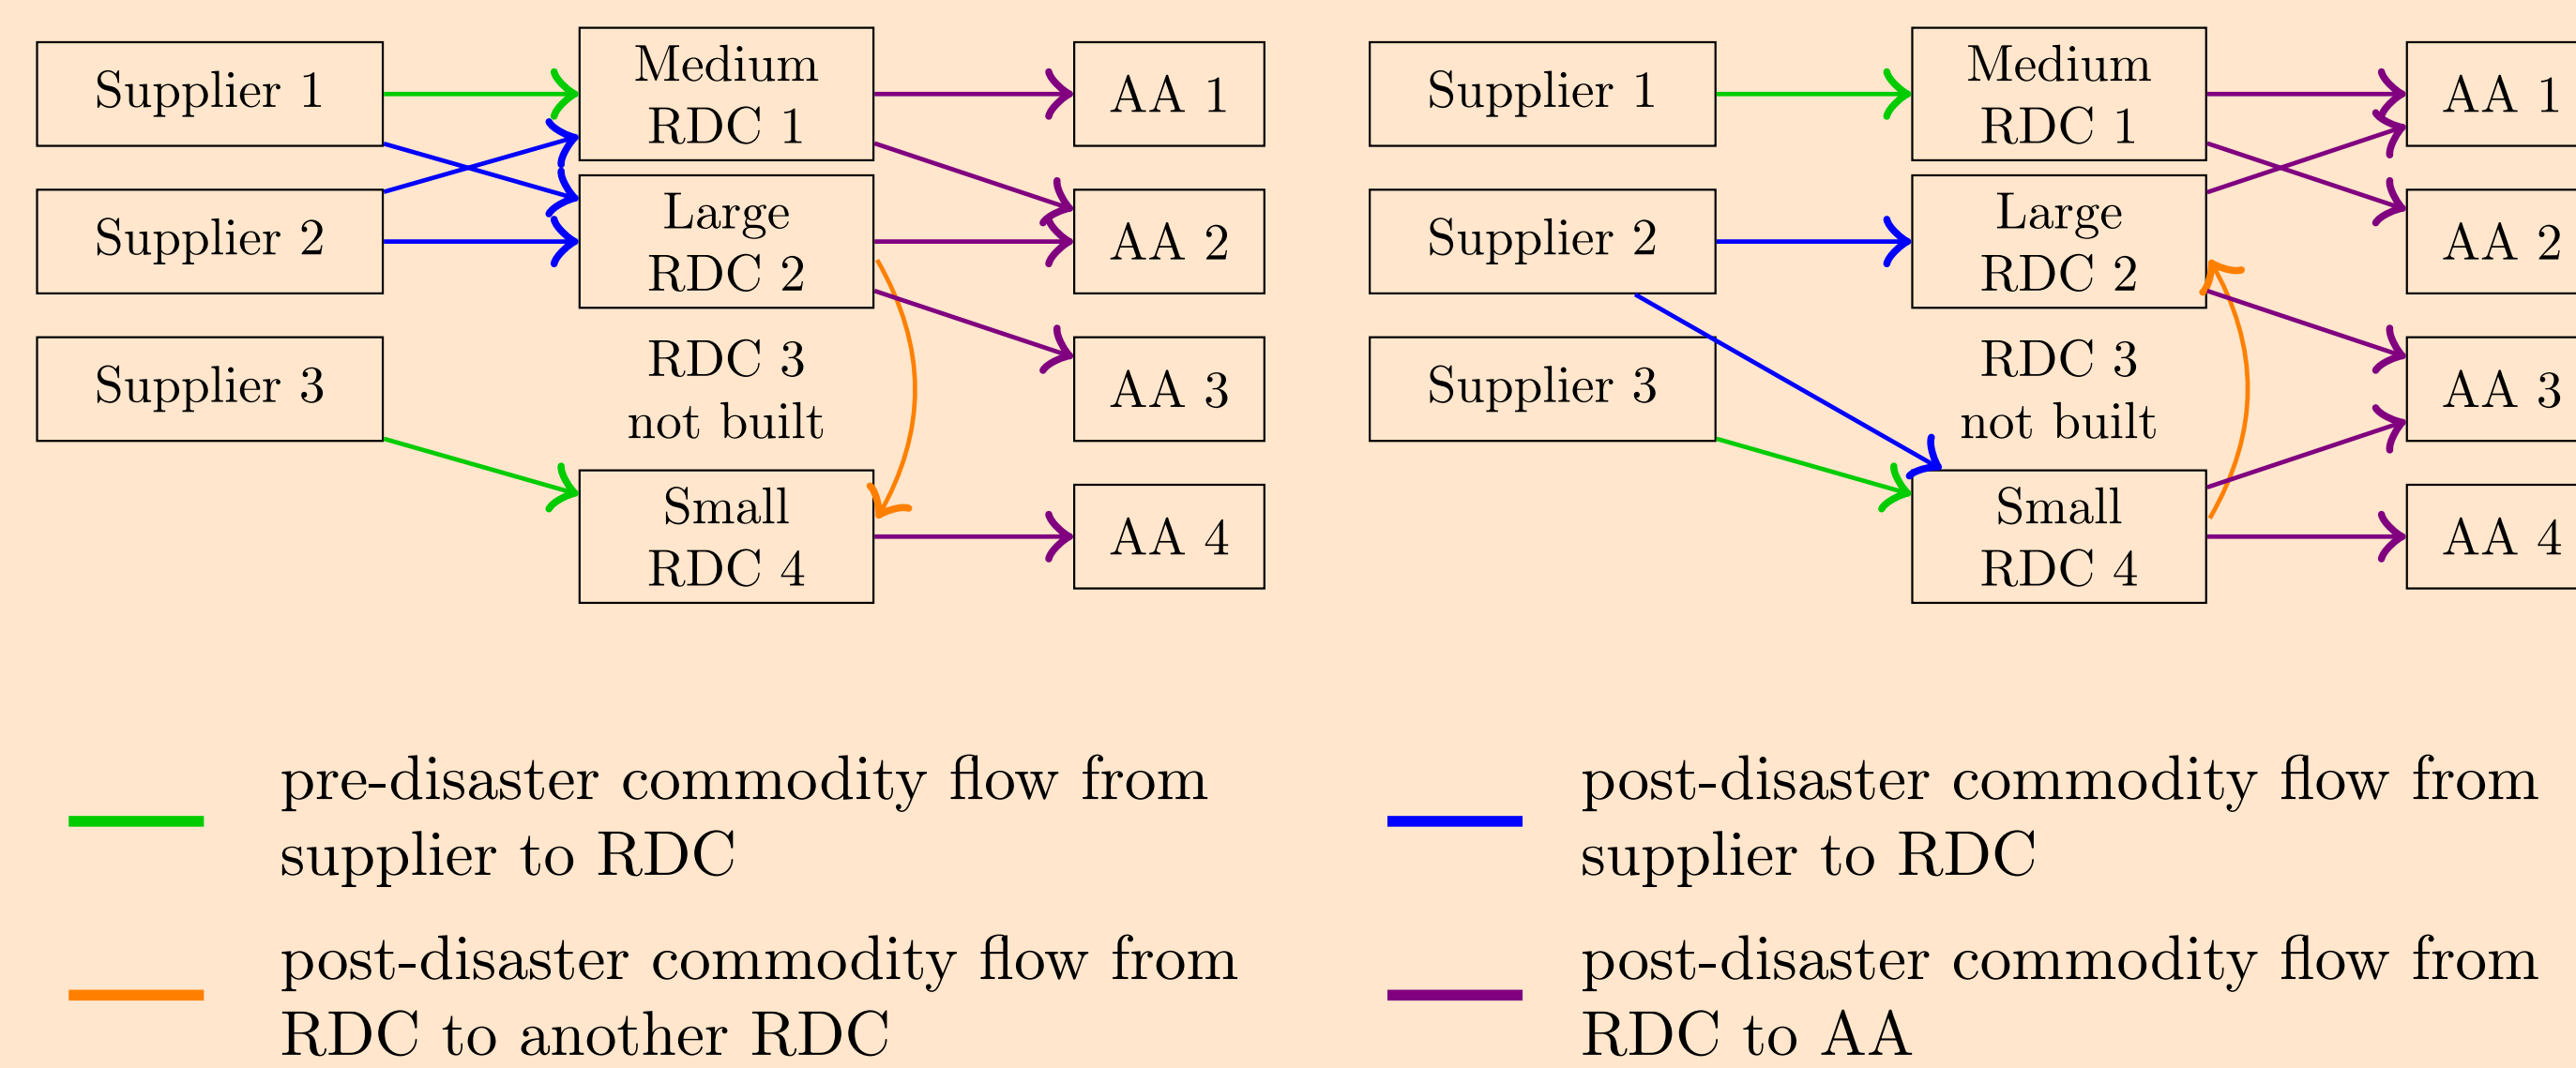 Supplier 1
Supplier 2
Supplier 3
Medium
RDC 1
Large
RDC 2
RDC 3
not built
Small
RDC 4
AA 1
AA 2
AA 3
AA 4
Supplier 1
Supplier 2
Supplier 3
Medium
RDC 1
Large
RDC 2
RDC 3
not built
Small
RDC 4
AA 1
AA 2
AA 3
AA 4
pre-disaster commodity flow from
supplier to RDC
post-disaster commodity flow from
supplier to RDC
post-disaster commodity flow from
RDC to another RDC
post-disaster commodity flow from
RDC to AA